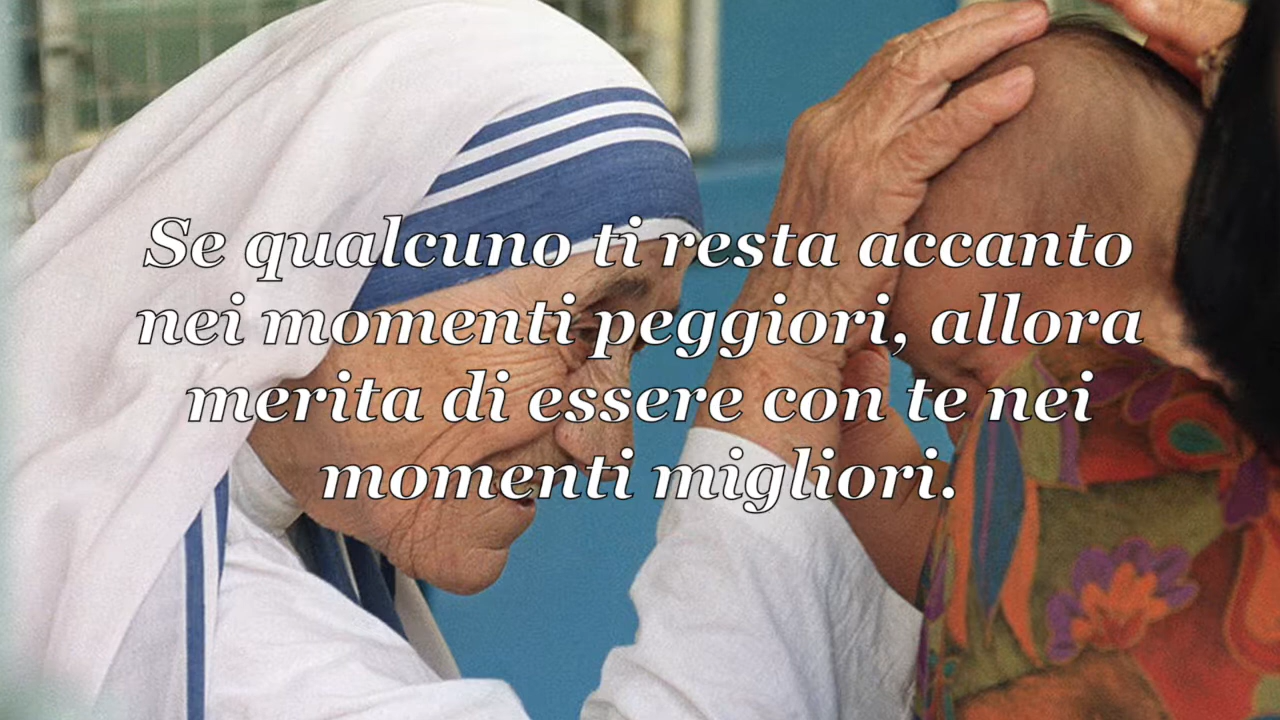 Se qualcuno ti resta accanto
nei momenti peggiori, allora
merita di essere con te nei
momenti migliori.